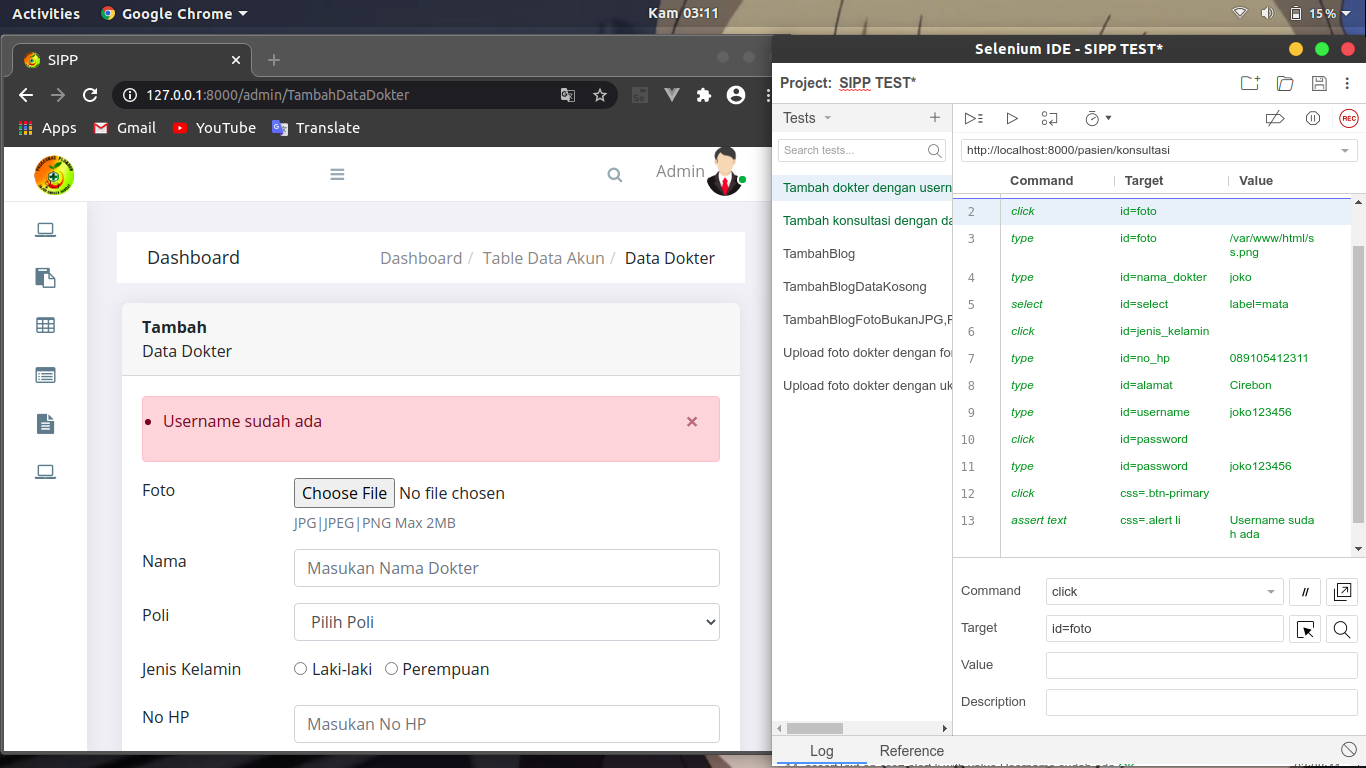 Activities Google Chrome Kam 03:11 15%
SIPP
127.0.0.1:8000/admin/TambahDataDokter
Apps Gmail YouTube Translate
Admin
Dashboard Dashboard / Table Data Akun / Data Dokter
Tambah
Data Dokter
Username sudah ada ×
Foto Choose File No file chosen
JPG|JPEG|PNG Max 2MB
Nama Masukan Nama Dokter
Poli Pilih Poli
Jenis Kelamin Laki-laki Perempuan
No HP Masukan No HP
Selenium IDE - SIPP TEST*
Project: SIPP TEST*
Tests
Search tests...
Tambah dokter dengan usern
Tambah konsultasi dengan da
TambahBlog
TambahBlogDataKosong
TambahBlogFotoBukanJPG,F
Upload foto dokter dengan fo
Upload foto dokter dengan uk
REC
http://localhost:8000/pasien/konsultasi
Command Target Value
2 click id=foto
3 type id=foto /var/www/html/s
s.png
4 type id=nama_dokter joko
5 select id=select label=mata
6 click id=jenis_kelamin
7 type id=no_hp 089105412311
8 type id=alamat Cirebon
9 type id=username joko123456
10 click id=password
11 type id=password joko123456
12 click css=.btn-primary
13 assert text css=.alert li Username suda
h ada
Command click //
Target id=foto
Value
Description
Log Reference